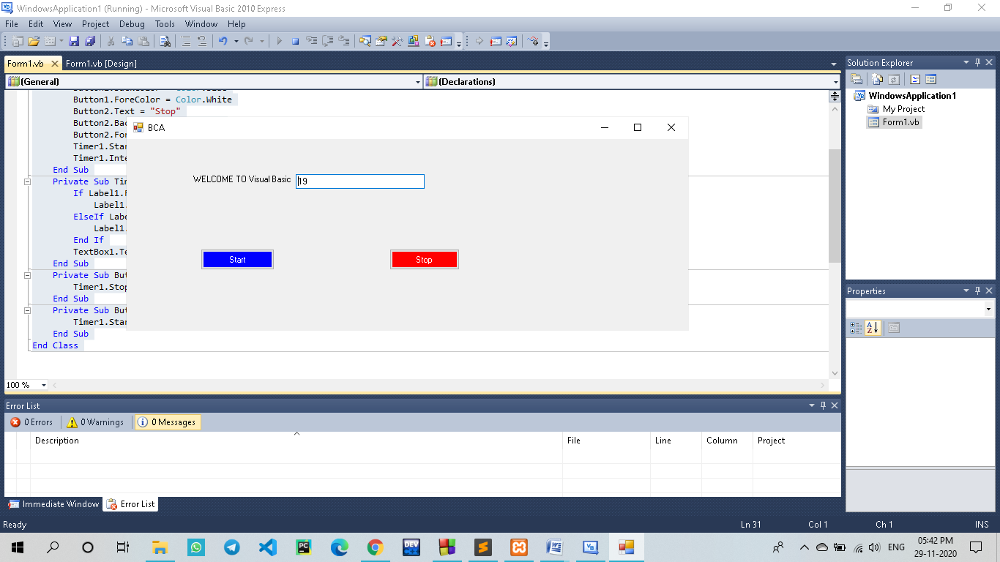 WindowsApplication1 (Running) - Microsoft Visual Basic 2010 Express
File Edit View Project Debug Tools Window Help
Form1.vb Form1.vb [Design]
(General) (Declarations)
Button1.ForeColor = Color.White
Button2.Text = "Stop"
Button2.Bac
Button2.For
Timer1.Star
Timer1.Inte
End Sub
Private Sub Tim
If Label1.F
Label1.
ElseIf Labe
Label1.
End If
TextBox1.Te
End Sub
Private Sub But
Timer1.Stop
End Sub
Private Sub But
Timer1.Star
End Sub
End Class
100 %
BCA
WELCOME TO Visual Basic 19
Start Stop
Solution Explorer
WindowsApplication1
My Project
Form1.vb
Properties
Error List
0 Errors 0 Warnings 0 Messages
Description File Line Column Project
Immediate Window Error List
Ready Ln 31 Col 1 Ch 1 INS
ENG 05:42 PM
29-11-2020